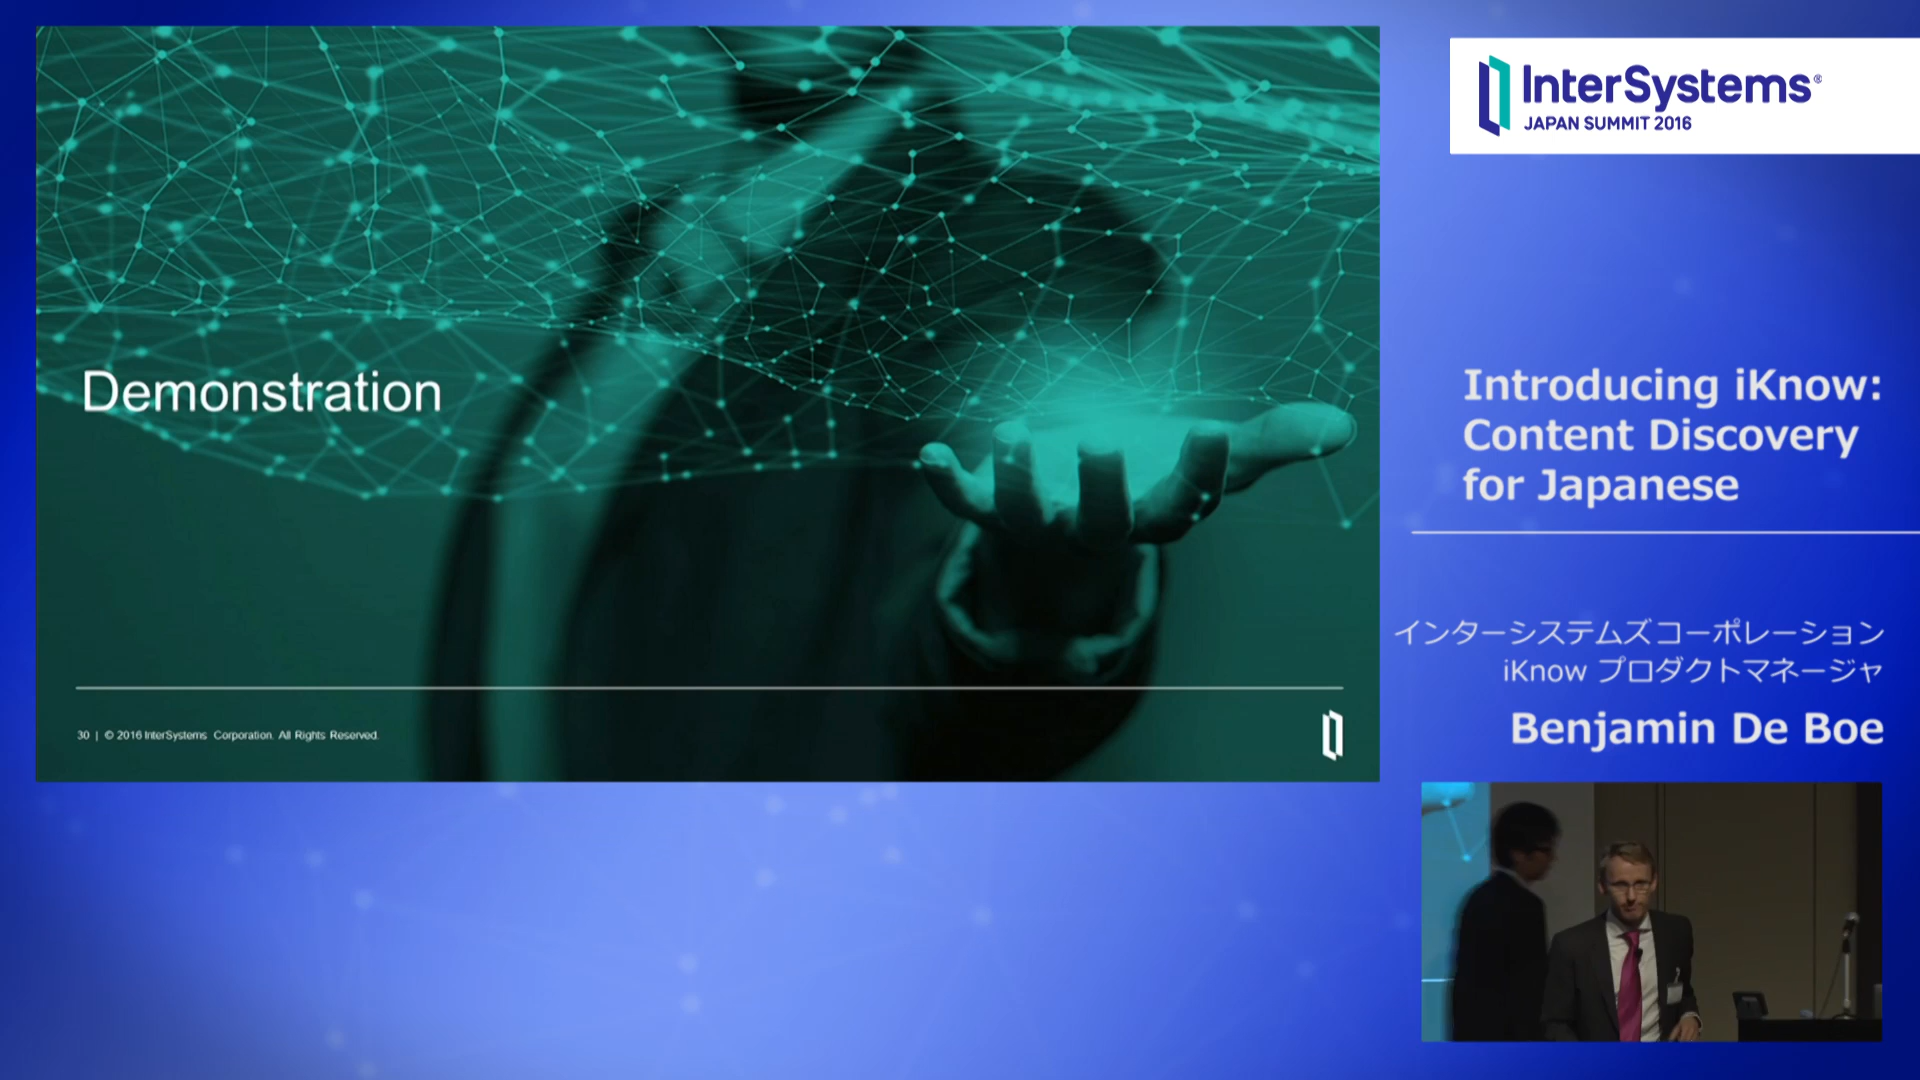 Demonstration
30 | © 2016 InterSystems Corporation. All Rights Reserved.
InterSystems®
JAPAN SUMMIT 2016
Introducing iKnow:
Content Discovery
for Japanese
インターシステムズコーポレーション
iKnow プロダクトマネージャ
Benjamin De Boe